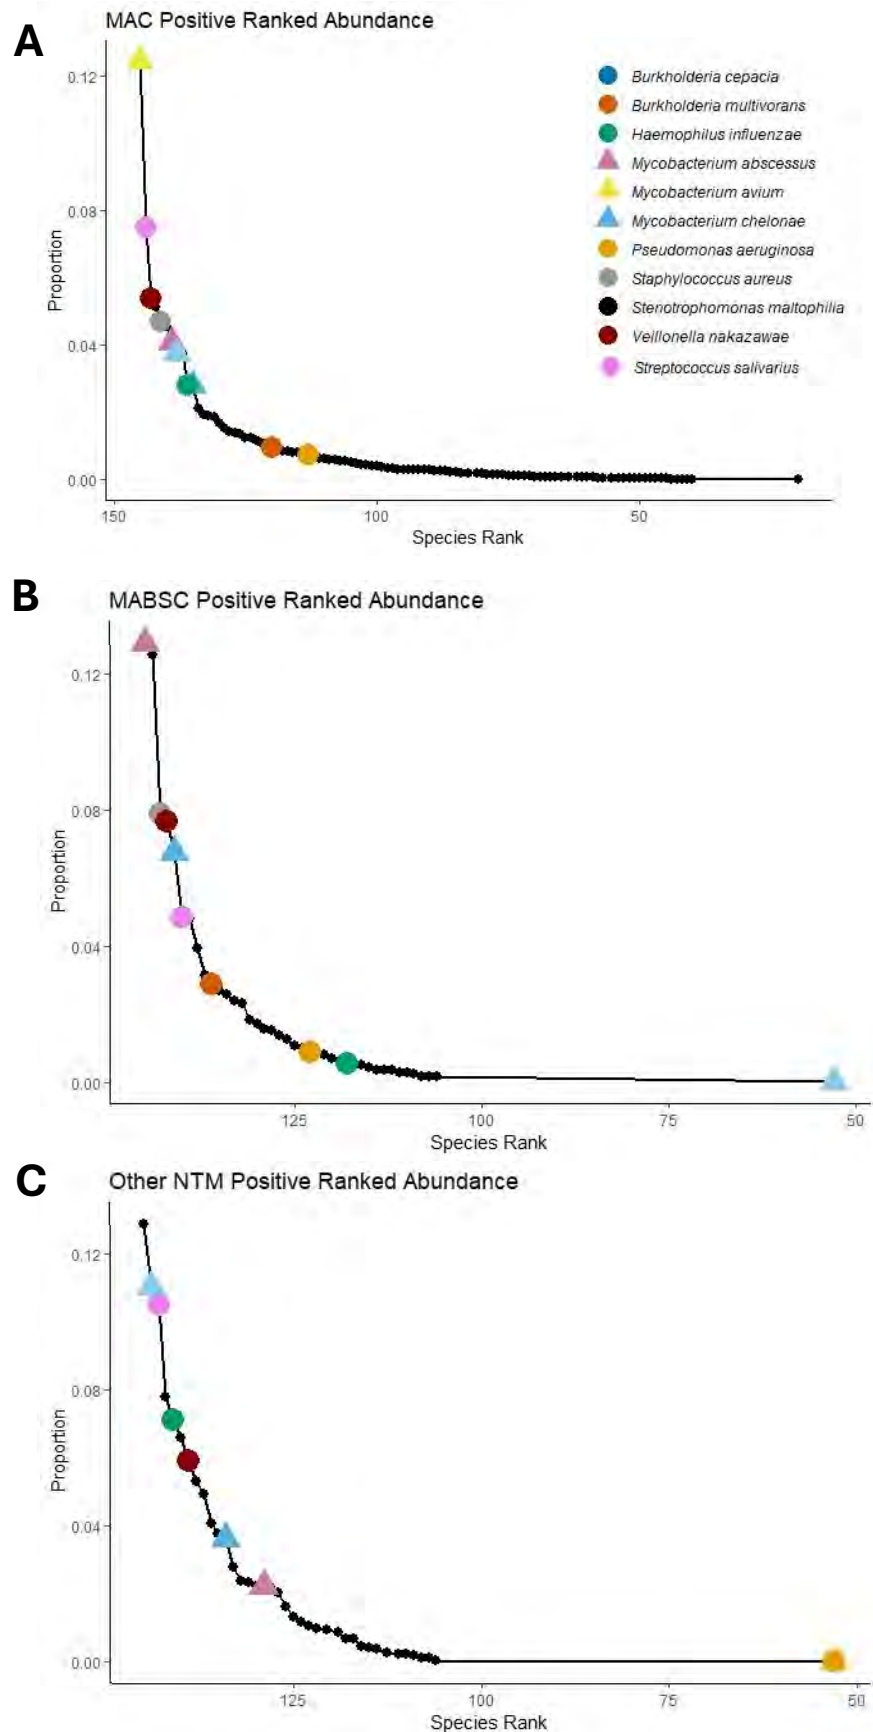 A
MAC Positive Ranked Abundance
0.12
0.08
0.04
0.00
Proportion
Burkholderia cepacia
Burkholderia multivorans
Haemophilus influenzae
Mycobacterium abscessus
Mycobacterium avium
Mycobacterium chelonae
Pseudomonas aeruginosa
Staphylococcus aureus
Stenotrophomonas maltophilia
Veillonella nakazawae
Streptococcus salivarius
150 100 50
Species Rank
B
MABSC Positive Ranked Abundance
0.12
0.08
0.04
0.00
Proportion
125 100 75 50
Species Rank
C
Other NTM Positive Ranked Abundance
0.12
0.08
0.04
0.00
Proportion
125 100 75 50
Species Rank